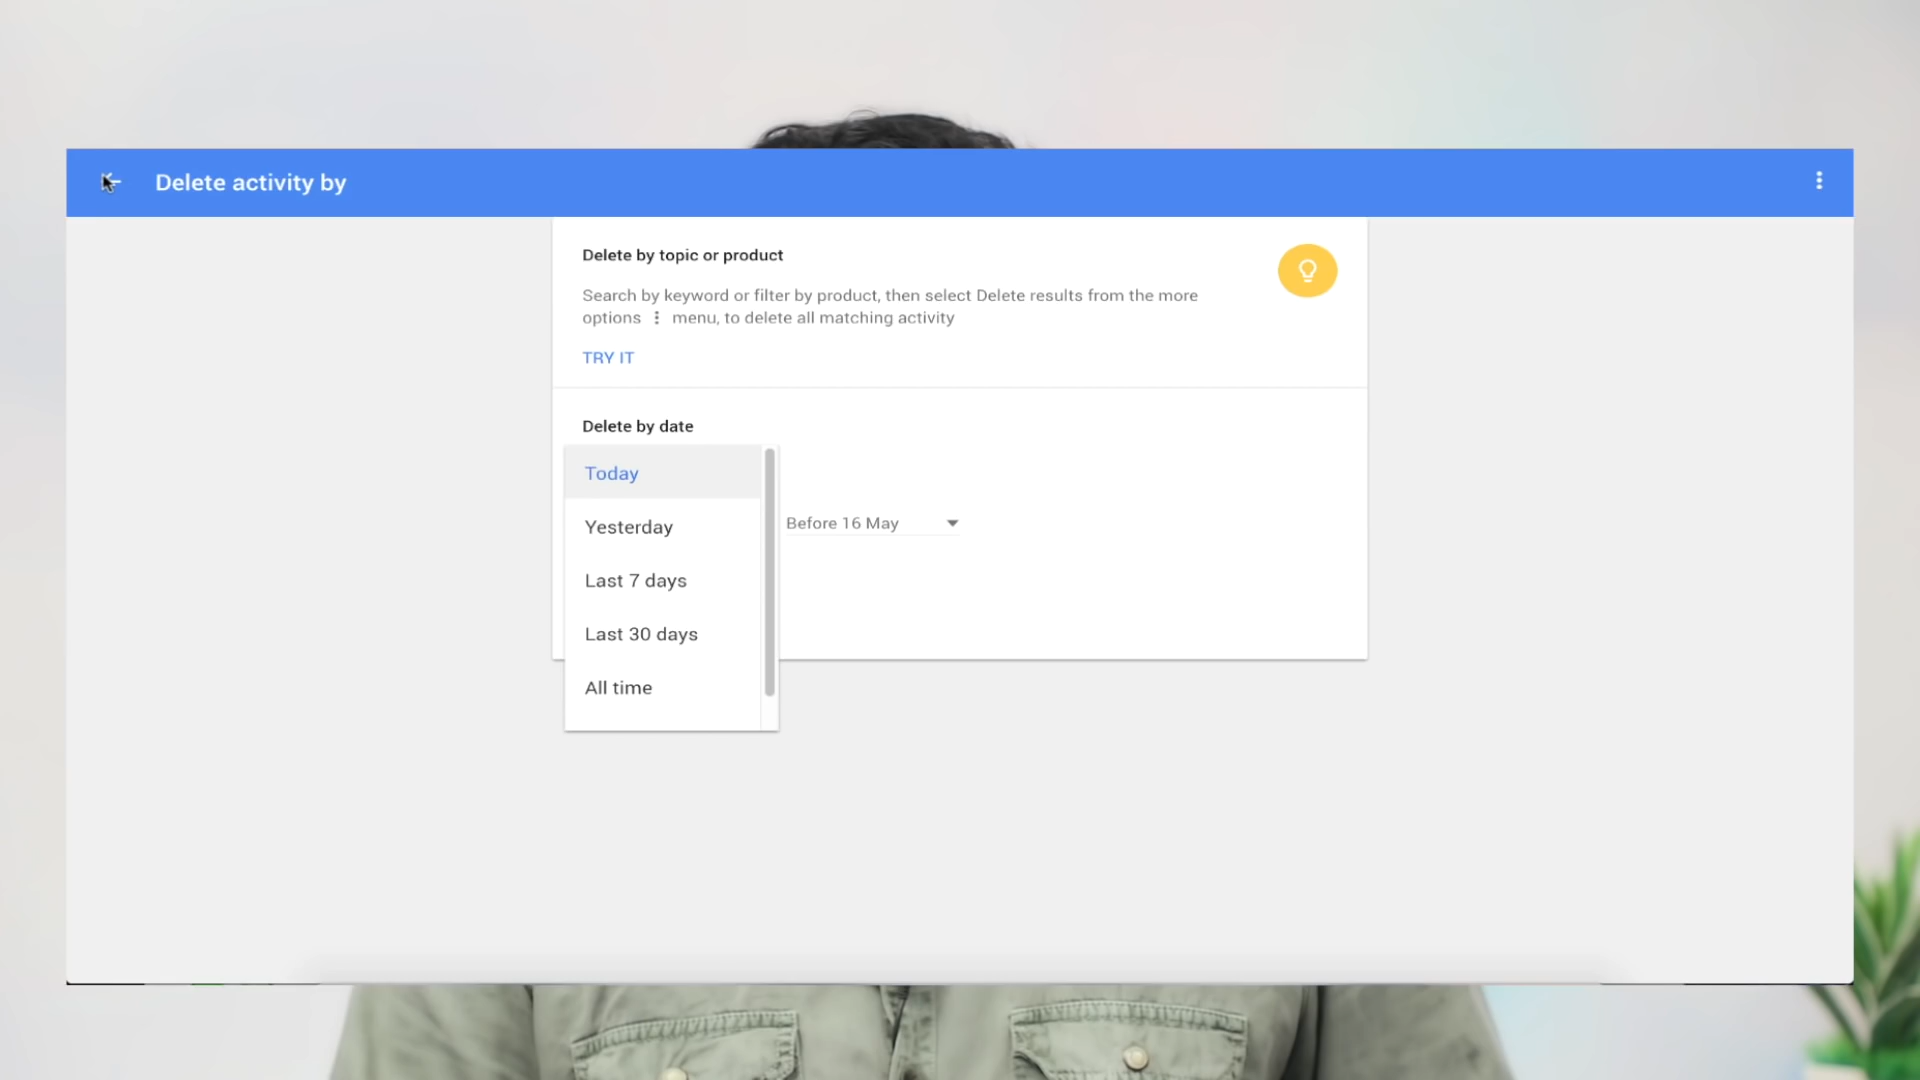 Delete activity by
Delete by topic or product
Search by keyword or filter by product, then select Delete results from the more
options ⋮ menu, to delete all matching activity
TRY IT
Delete by date
Today
Yesterday
Last 7 days
Last 30 days
All time
Before 16 May